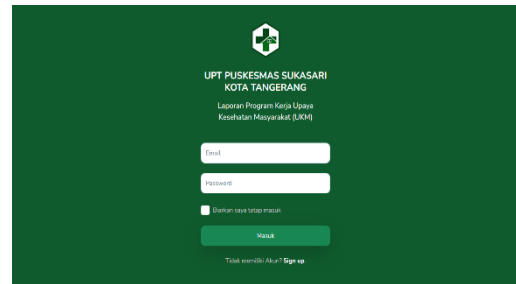 UPT PUSKESMAS SUKASARI
KOTA TANGERANG
Laporan Program Kerja Upaya
Kesehatan Masyarakat (UKM)
Email
Password
Biarkan saya tetap masuk
Masuk
Tidak memiliki Akun? Sign up